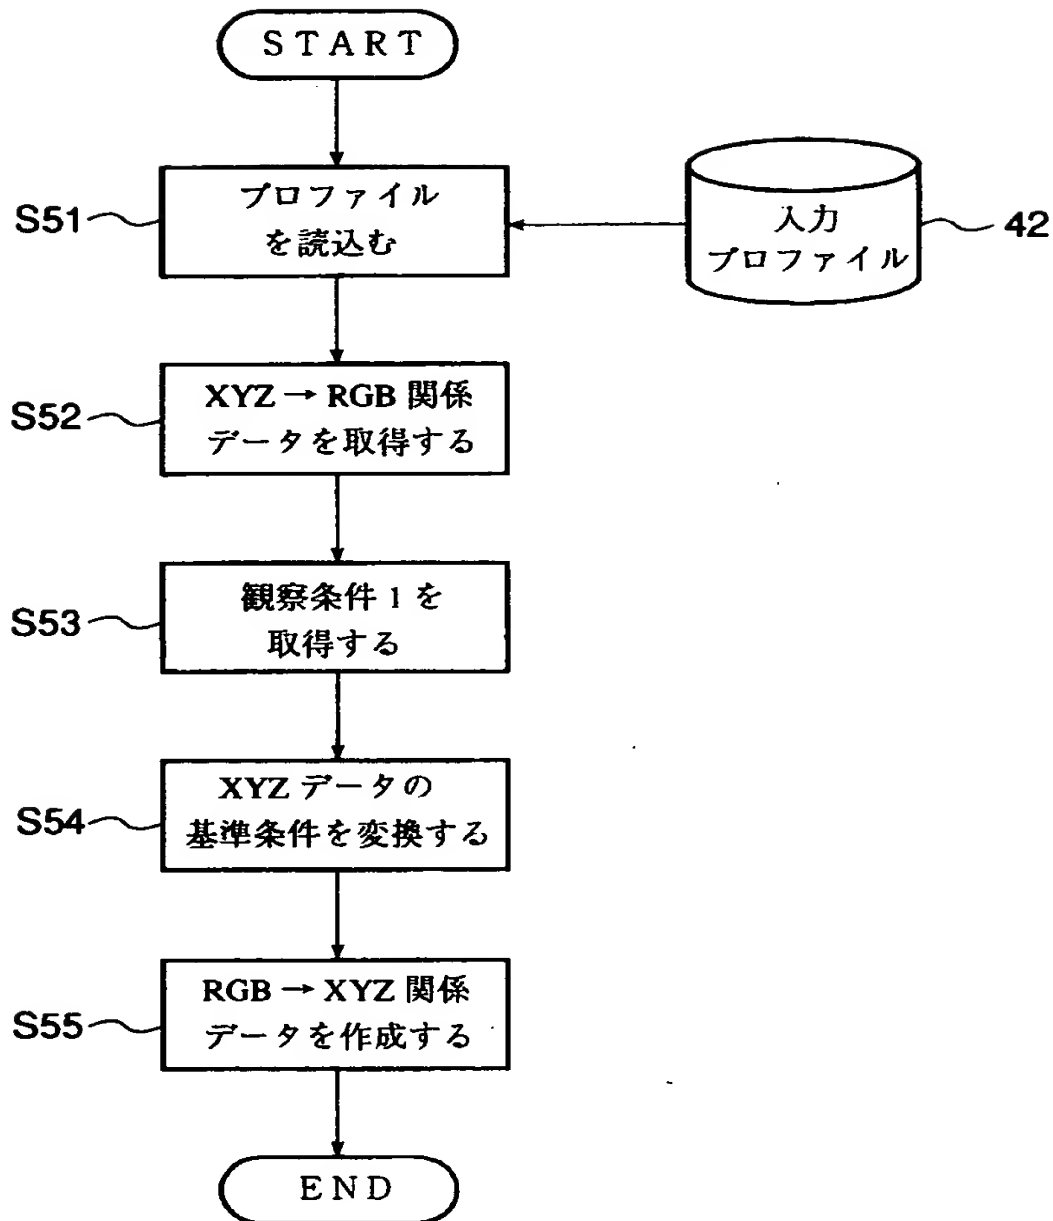 START
S51
プロファイル
を読込む
入力
プロファイル
42
S52
XYZ → RGB 関係
データを取得する
S53
観察条件 1 を
取得する
S54
XYZ データの
基準条件を変換する
S55
RGB → XYZ 関係
データを作成する
END